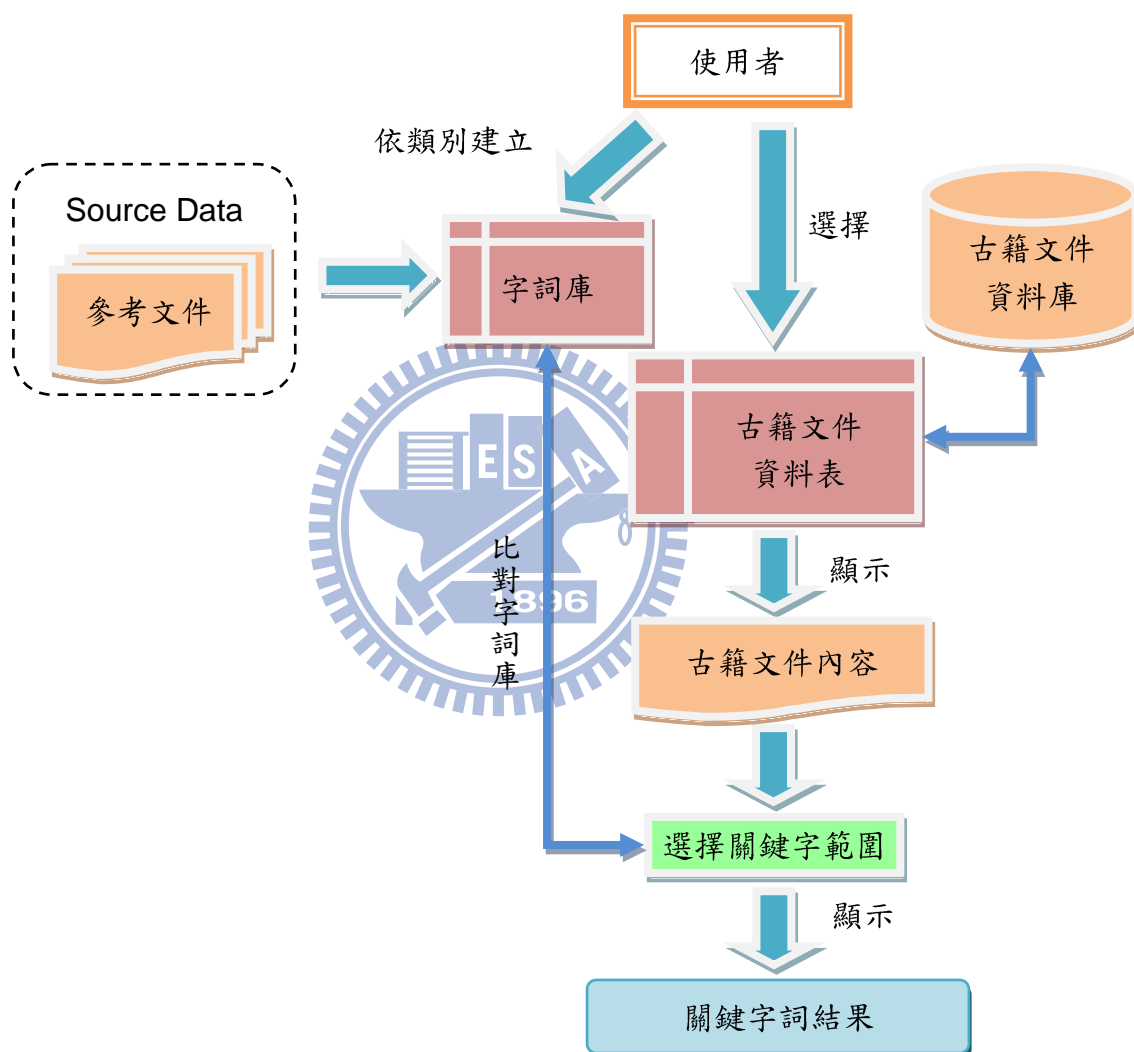 使用者
依類別建立
Source Data
選擇
古籍文件
資料庫
字詞庫
參考文件
古籍文件
資料表
E S A
比對字詞庫
顯示
1896
古籍文件內容
選擇關鍵字範圍
顯示
關鍵字詞結果